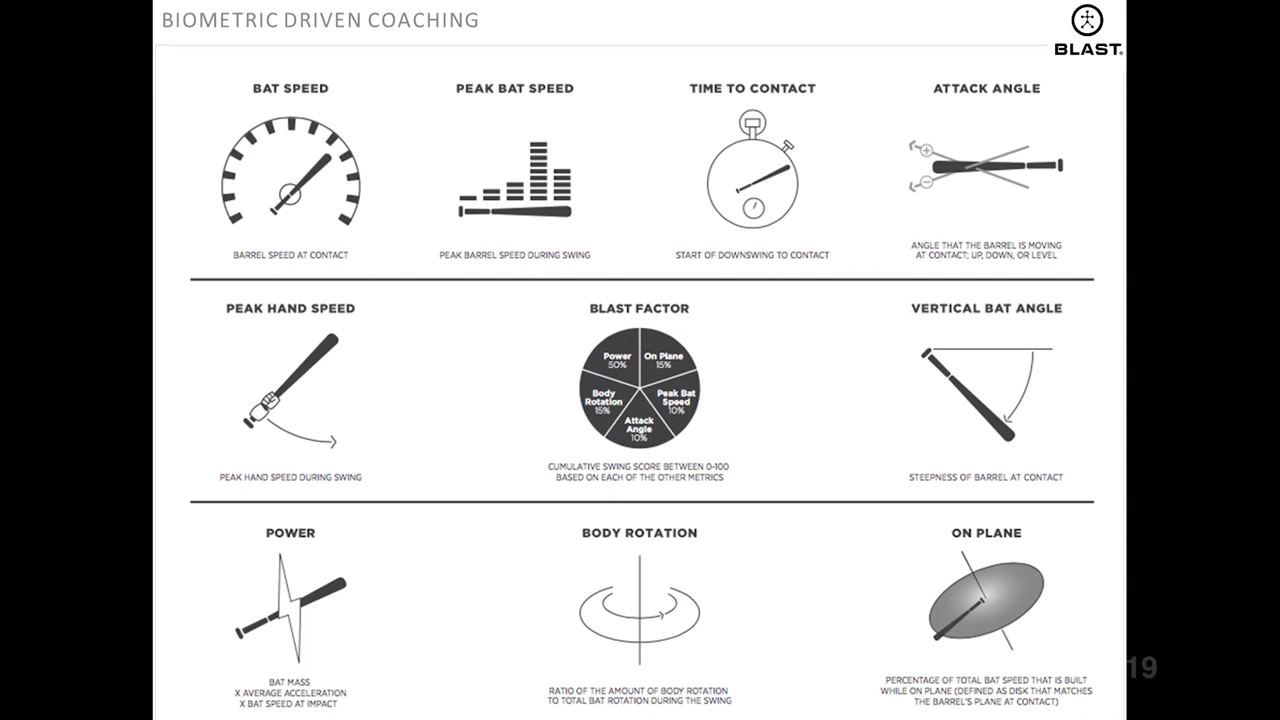 BIOMETRIC DRIVEN COACHING
BLAST®
BAT SPEED
PEAK BAT SPEED
TIME TO CONTACT
ATTACK ANGLE
+
−
BARREL SPEED AT CONTACT
PEAK BARREL SPEED DURING SWING
START OF DOWNSWING TO CONTACT
ANGLE THAT THE BARREL IS MOVING
AT CONTACT; UP, DOWN, OR LEVEL
PEAK HAND SPEED
BLAST FACTOR
VERTICAL BAT ANGLE
Power
50%
On Plane
15%
Body
Rotation
15%
Peak Bat
Speed
10%
Attack
Angle
10%
PEAK HAND SPEED DURING SWING
CUMULATIVE SWING SCORE BETWEEN 0-100
BASED ON EACH OF THE OTHER METRICS
STEEPNESS OF BARREL AT CONTACT
POWER
BODY ROTATION
ON PLANE
BAT MASS
X AVERAGE ACCELERATION
X BAT SPEED AT IMPACT
RATIO OF THE AMOUNT OF BODY ROTATION
TO TOTAL BAT ROTATION DURING THE SWING
PERCENTAGE OF TOTAL BAT SPEED THAT IS BUILT
WHILE ON PLANE (DEFINED AS DISK THAT MATCHES
THE BARREL'S PLANE AT CONTACT)
19